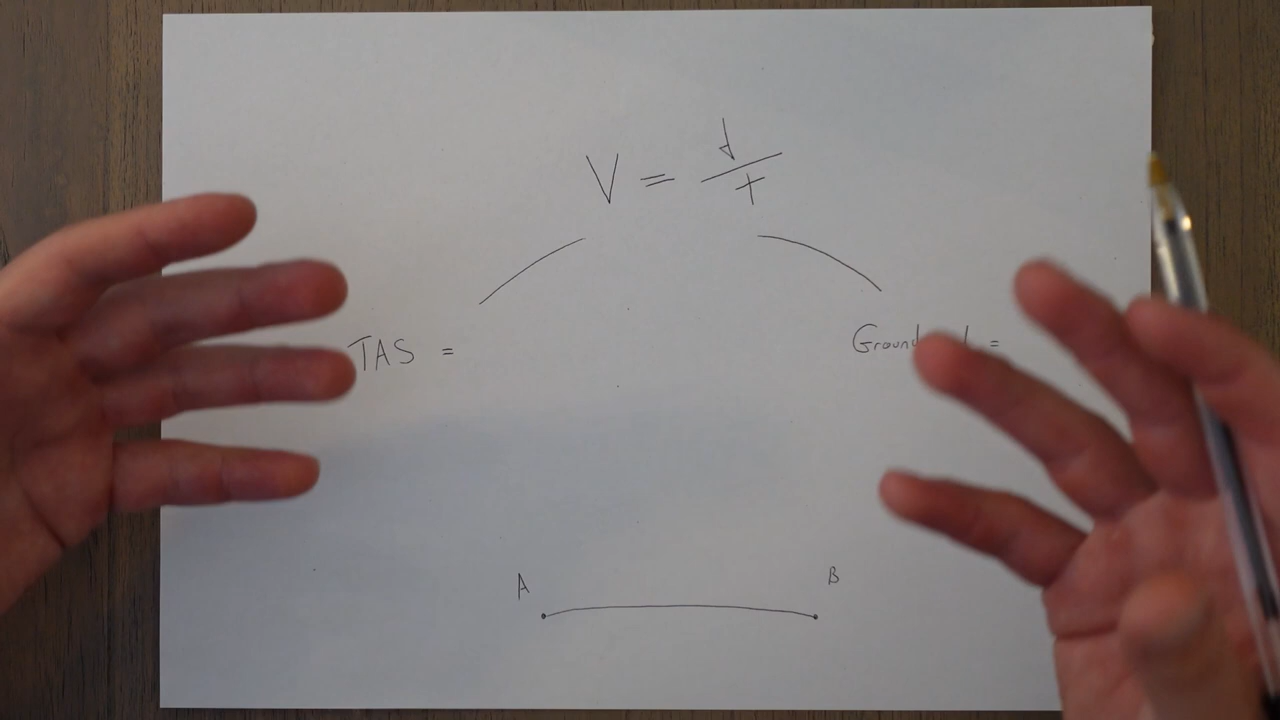 V = d/t
TAS =
=
A B